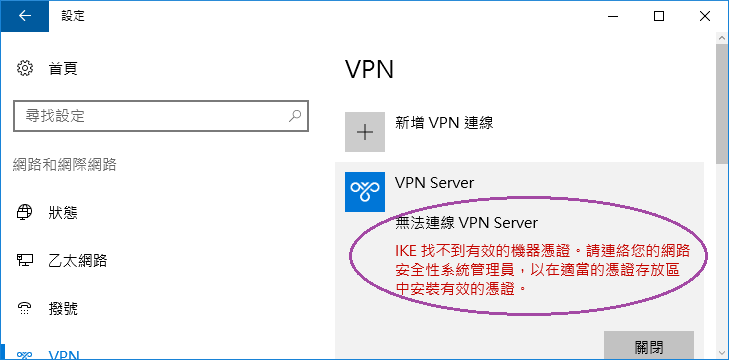 設定
首頁
尋找設定
網路和網際網路
狀態
乙太網路
撥號
VPN
VPN
新增 VPN 連線
VPN Server
無法連線 VPN Server
IKE 找不到有效的機器憑證。請連絡您的網路
安全性系統管理員，以在適當的憑證存放區
中安裝有效的憑證。
關閉